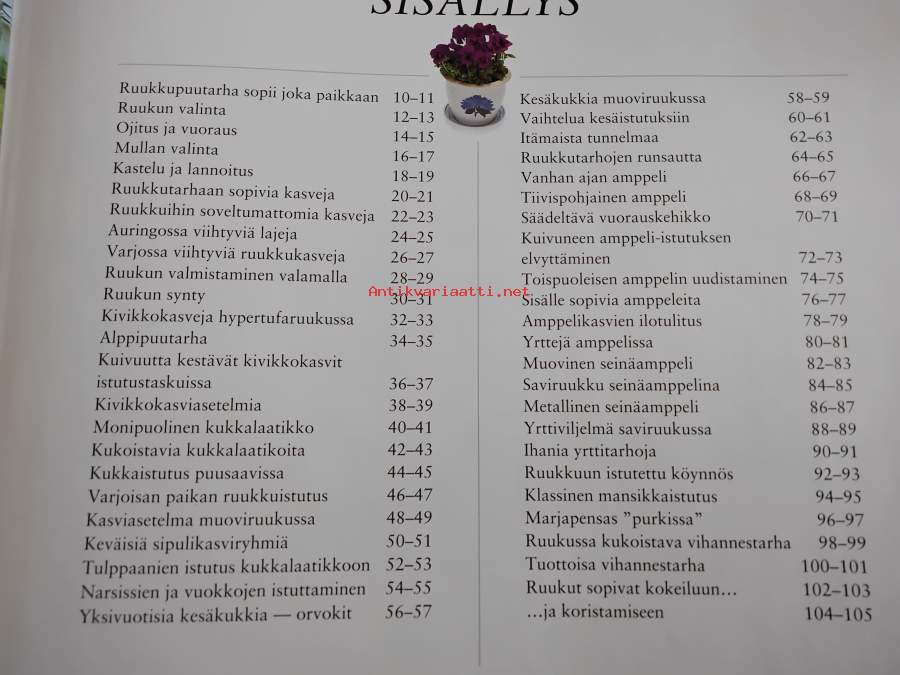 SISÄLLYS
Ruukkupuutarha sopii joka paikkaan 10–11
Ruukun valinta 12–13
Ojitus ja vuoraus 14–15
Mullan valinta 16–17
Kastelu ja lannoitus 18–19
Ruukkutarhaan sopivia kasveja 20–21
Ruukkuihin soveltumattomia kasveja 22–23
Auringossa viihtyviä lajeja 24–25
Varjossa viihtyviä ruukkukasveja 26–27
Ruukun valmistaminen valamalla 28–29
Ruukun synty 30–31
Kivikkokasveja hypertufaruukussa 32–33
Alppipuutarha 34–35
Kuivuutta kestävät kivikkokasvit
istutustaskuissa 36–37
Kivikkokasviasetelmia 38–39
Monipuolinen kukkalaatikko 40–41
Kukoistavia kukkalaatikoita 42–43
Kukkaistutus puusaavissa 44–45
Varjoisan paikan ruukkuistutus 46–47
Kasviasetelma muoviruukussa 48–49
Keväisiä sipulikasviryhmiä 50–51
Tulppaanien istutus kukkalaatikkoon 52–53
Narsissien ja vuokkojen istuttaminen 54–55
Yksivuotisia kesäkukkia — orvokit 56–57
Kesäkukkia muoviruukussa 58–59
Vaihtelua kesäistutuksiin 60–61
Itämaista tunnelmaa 62–63
Ruukkutarhojen runsautta 64–65
Vanhan ajan amppeli 66–67
Tiivispohjainen amppeli 68–69
Säädeltävä vuorauskehikko 70–71
Kuivuneen amppeli-istutuksen
elvyttäminen 72–73
Toispuoleisen amppelin uudistaminen 74–75
Sisälle sopivia amppeleita 76–77
Amppelikasvien ilotulitus 78–79
Yrttejä amppelissa 80–81
Muovinen seinäamppeli 82–83
Saviruukku seinäamppelina 84–85
Metallinen seinäamppeli 86–87
Yrttiviljelmä saviruukussa 88–89
Ihania yrttitarhoja 90–91
Ruukkuun istutettu köynnös 92–93
Klassinen mansikkaistutus 94–95
Marjapensas ”purkissa” 96–97
Ruukussa kukoistava vihannestarha 98–99
Tuottoisa vihannestarha 100–101
Ruukut sopivat kokeiluun... 102–103
...ja koristamiseen 104–105
Antikvariaatti.net